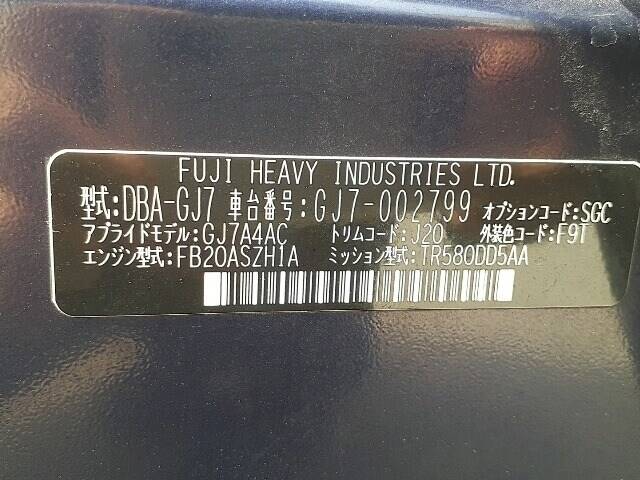 FUJI HEAVY INDUSTRIES LTD.
型式:DBA-GJ7 車台番号:GJ7-002799 オプションコード:SGC
アプライドモデル:GJ7A4AC トリムコード:J20 外装色コード:F9T
エンジン型式:FB20ASZH1A ミッション型式:TR580DD5AA